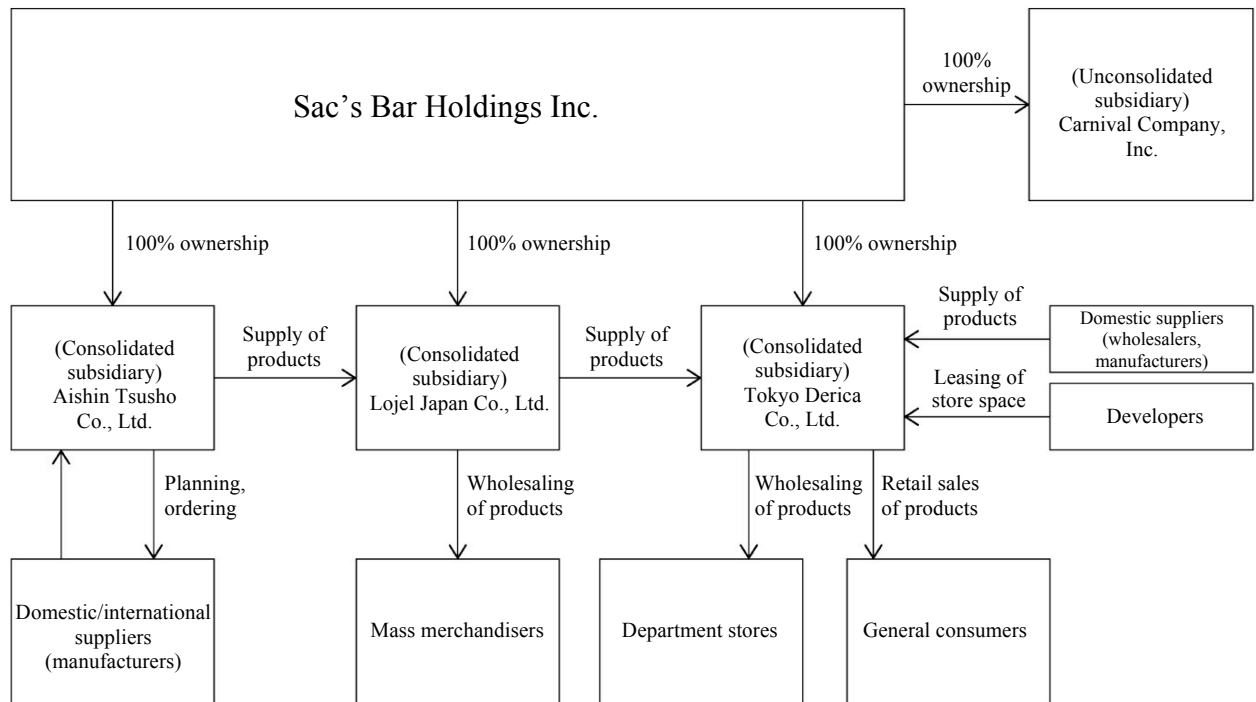 Sac's Bar Holdings Inc.
100%
ownership
(Unconsolidated
subsidiary)
Carnival Company,
Inc.
100% ownership
100% ownership
100% ownership
(Consolidated
subsidiary)
Aishin Tsusho
Co., Ltd.
Supply of
products
(Consolidated
subsidiary)
Lojel Japan Co., Ltd.
Supply of
products
(Consolidated
subsidiary)
Tokyo Derica
Co., Ltd.
Supply of
products
Domestic suppliers
(wholesalers,
manufacturers)
Leasing of
store space
Developers
Planning,
ordering
Wholesaling
of products
Wholesaling
of products
Retail sales
of products
Domestic/international
suppliers
(manufacturers)
Mass merchandisers
Department stores
General consumers